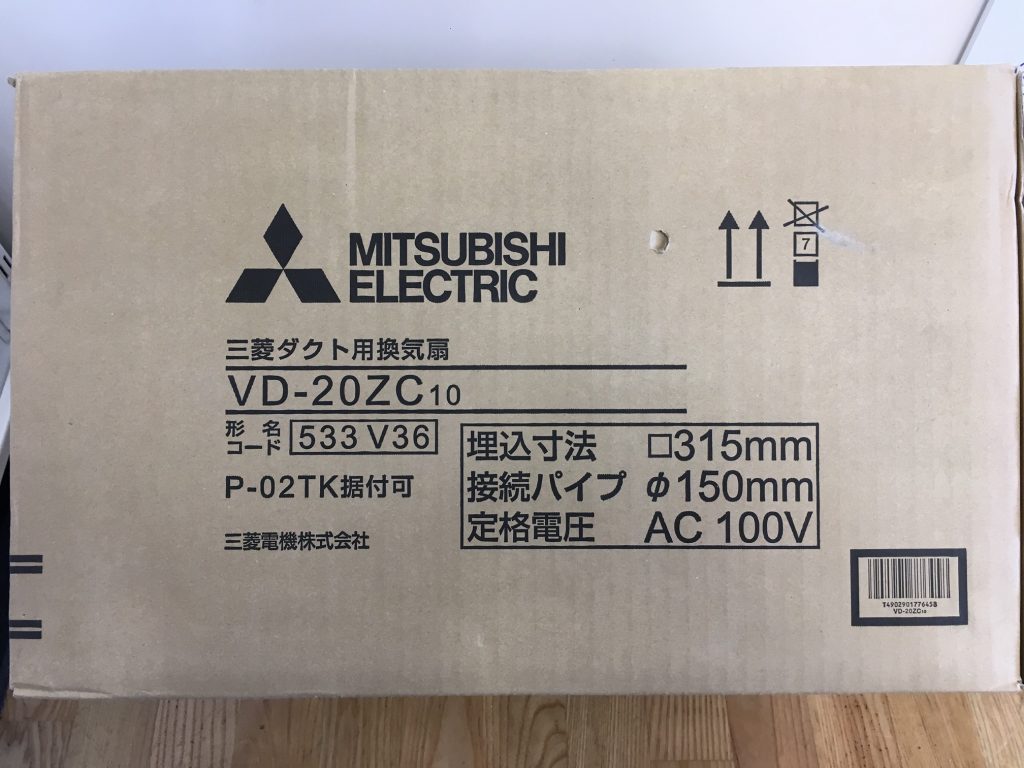 MITSUBISHI
ELECTRIC
7
三菱ダクト用換気扇
VD-20ZC10
形名
コード 533 V36
P-02TK据付可
三菱電機株式会社
埋込寸法 □315mm
接続パイプ φ150mm
定格電圧 AC 100V
T4902901776458
VD-20ZC10